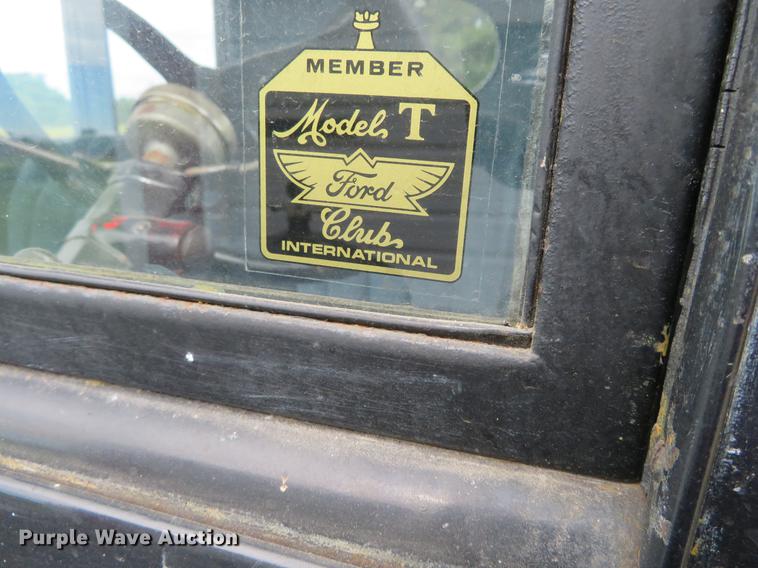 MEMBER
Model T
Ford
Club
INTERNATIONAL
Purple Wave Auction